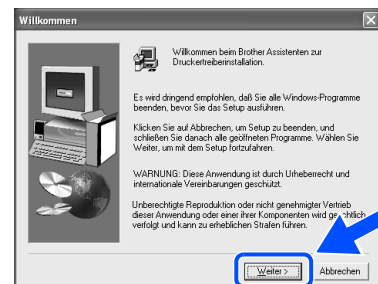 Willkommen
Willkommen beim Brother Assistenten zur
Druckertreiberinstallation.
Es wird dringend empfohlen, daß Sie alle Windows-Programme
beenden, bevor Sie das Setup ausführen.
Klicken Sie auf Abbrechen, um Setup zu beenden, und
schließen Sie danach alle geöffneten Programme. Wählen Sie
Weiter, um mit dem Setup fortzufahren.
WARNUNG: Diese Anwendung ist durch Urheberrecht und
internationale Vereinbarungen geschützt.
Unberechtigte Reproduktion oder nicht genehmigter Vertrieb
dieser Anwendung oder einer ihrer Komponenten wird
verfolgt und kann zu erheblichen Strafen führen.
Weiter > Abbrechen